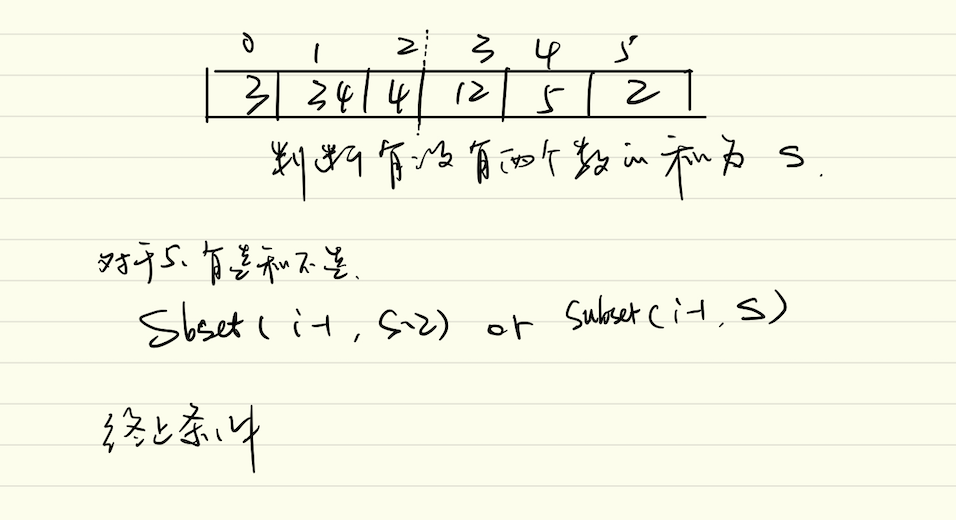 0 1 2 3 4 5
3 34 4 12 5 2
判断有没有两个数的和为 S.
对于5、有是和不是.
Sbset( i-1, S-2) or Subset( i-1, S)
终止条件